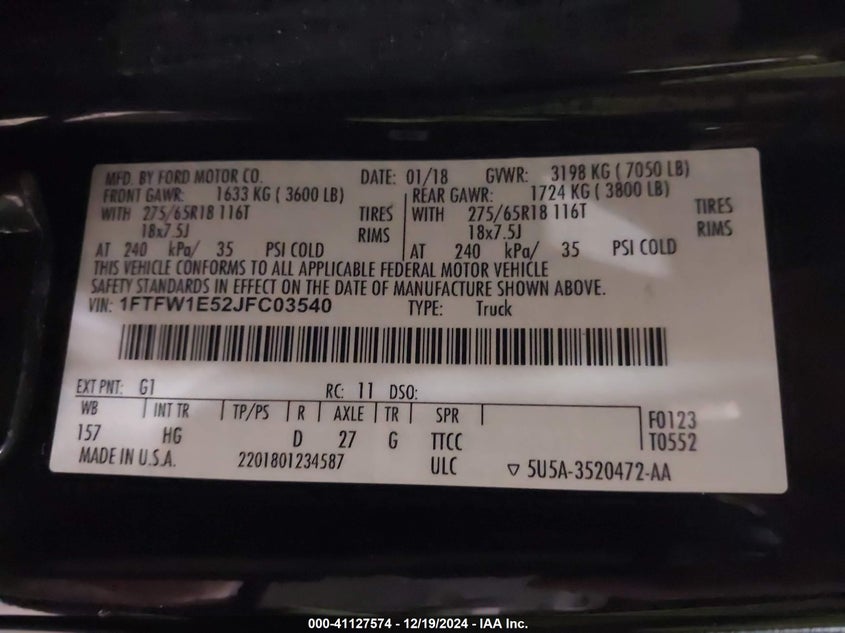 MFD. BY FORD MOTOR CO. DATE: 01/18 GVWR: 3198 KG ( 7050 LB)
FRONT GAWR: 1633 KG ( 3600 LB) REAR GAWR: 1724 KG ( 3800 LB)
WITH 275/65R18 116T TIRES WITH 275/65R18 116T TIRES
18x7.5J RIMS 18x7.5J RIMS
AT 240 kPa/ 35 PSI COLD AT 240 kPa/ 35 PSI COLD
THIS VEHICLE CONFORMS TO ALL APPLICABLE FEDERAL MOTOR VEHICLE
SAFETY STANDARDS IN EFFECT ON THE DATE OF MANUFACTURE SHOWN ABOVE.
VIN: 1FTFW1E52JFC03540 TYPE: Truck
EXT PNT: G1 RC: 11 DSO:
WB INT TR TP/PS R AXLE TR SPR F0123
157 HG D 27 G TTCC T0552
MADE IN U.S.A. 2201801234587 ULC ▽ 5U5A-3520472-AA
000-41127574 - 12/19/2024 - IAA Inc.